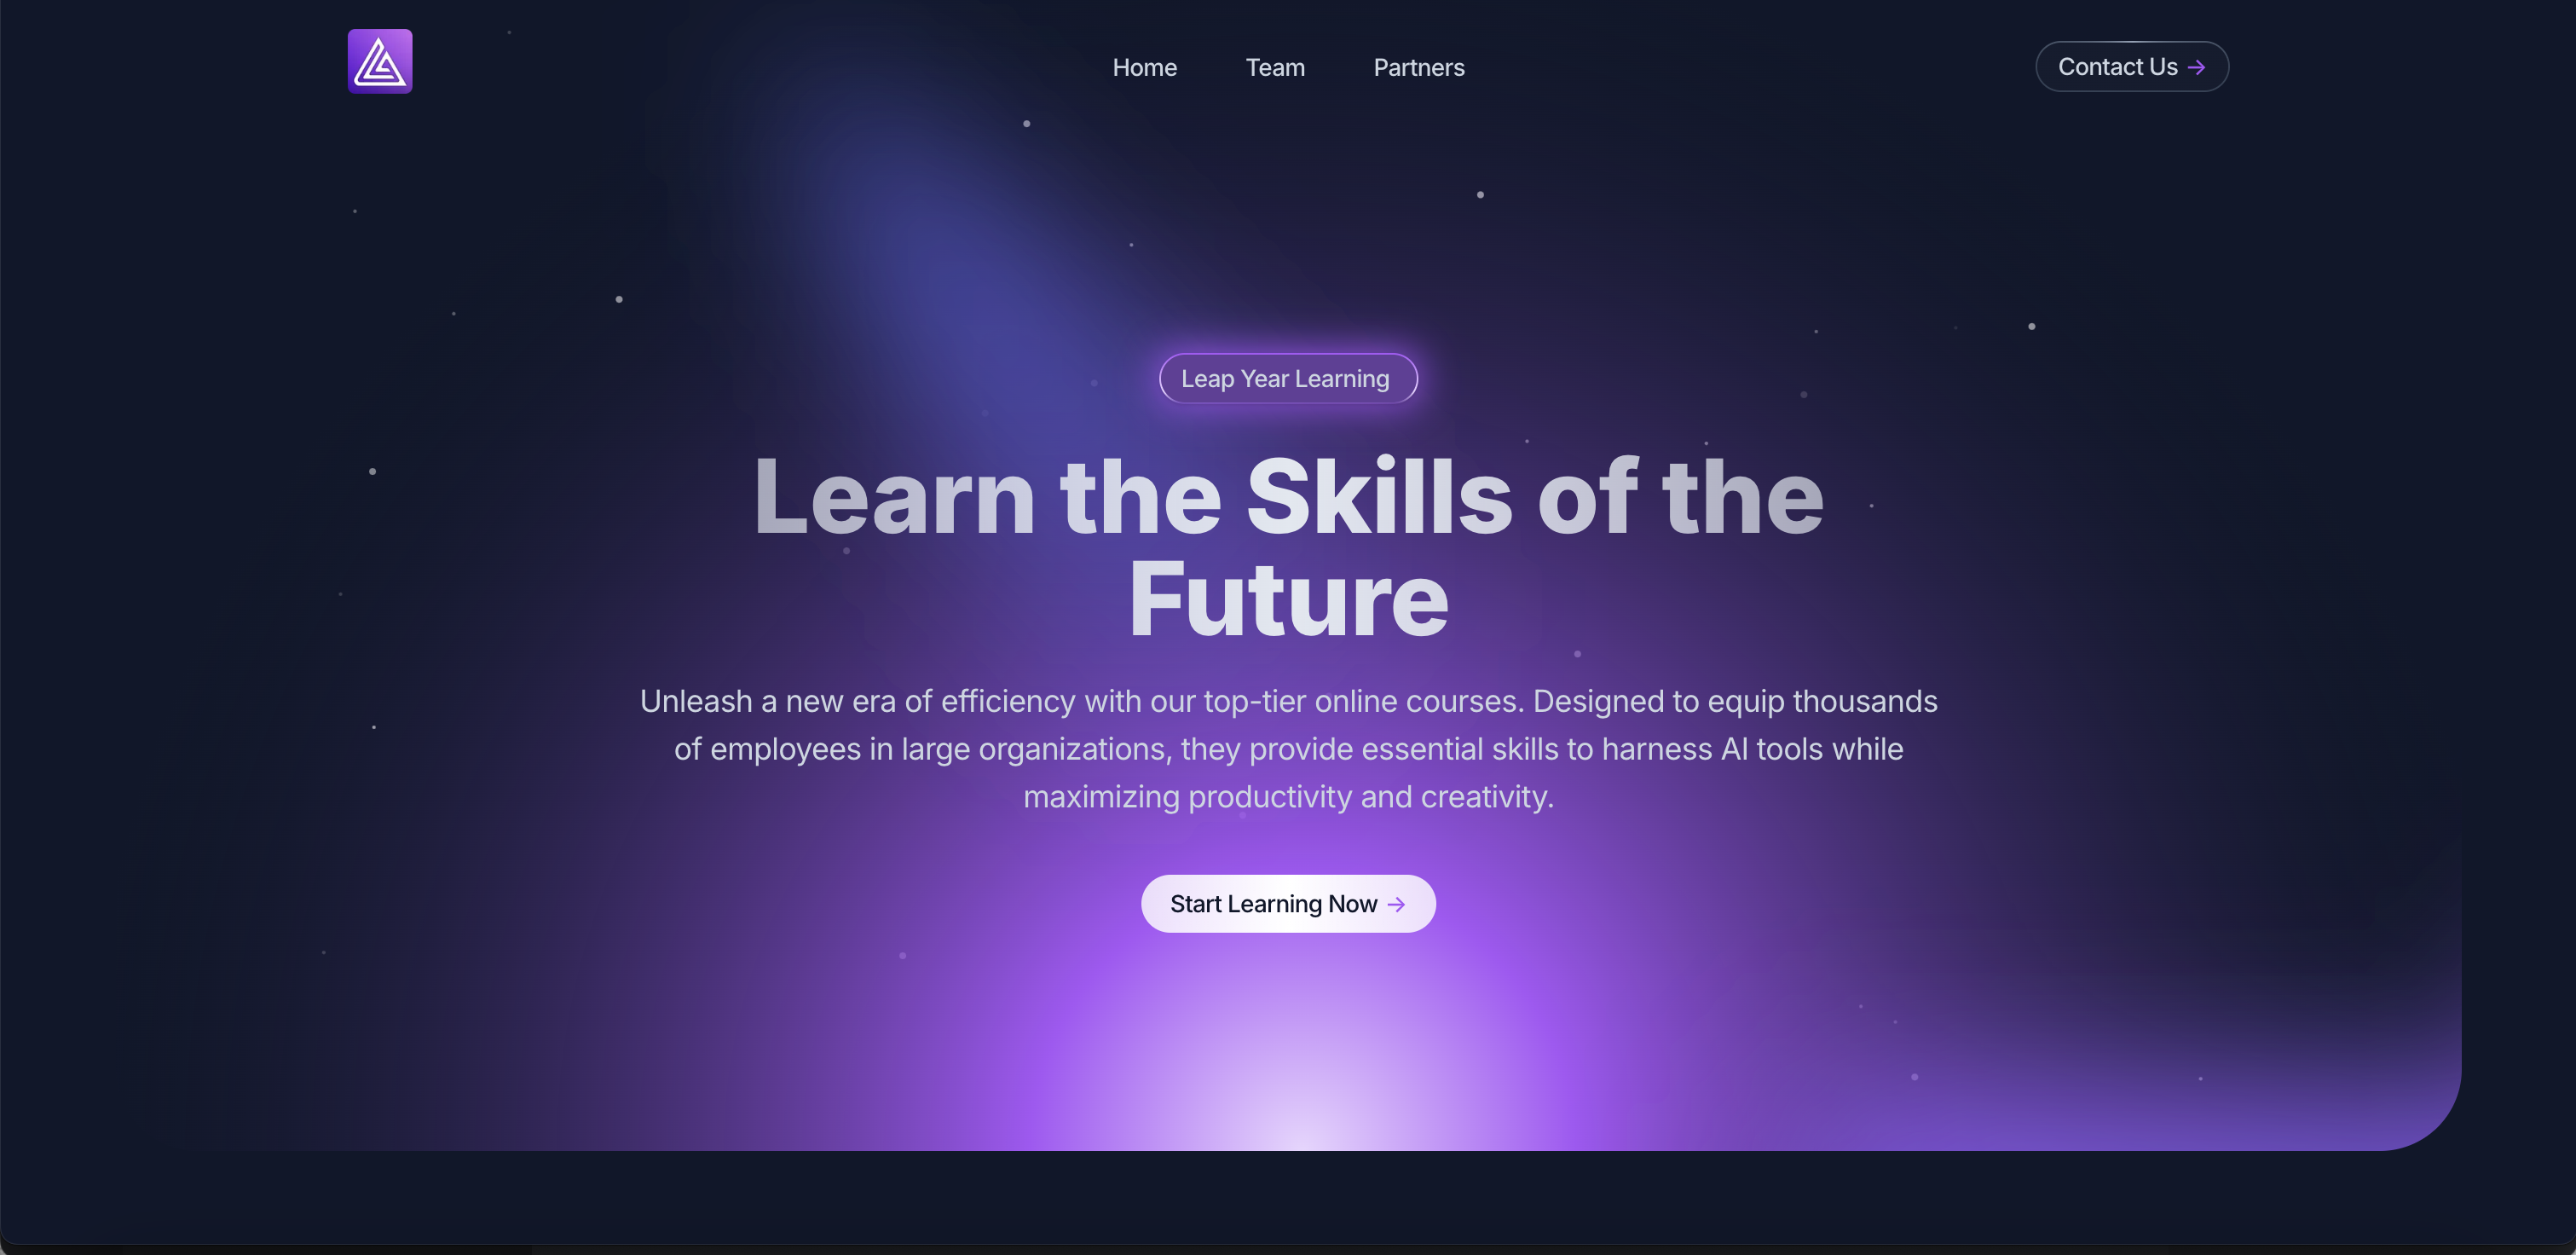 Home
Team
Partners
Contact Us →
Leap Year Learning
Learn the Skills of the
Future
Unleash a new era of efficiency with our top-tier online courses. Designed to equip thousands
of employees in large organizations, they provide essential skills to harness AI tools while
maximizing productivity and creativity.
Start Learning Now →